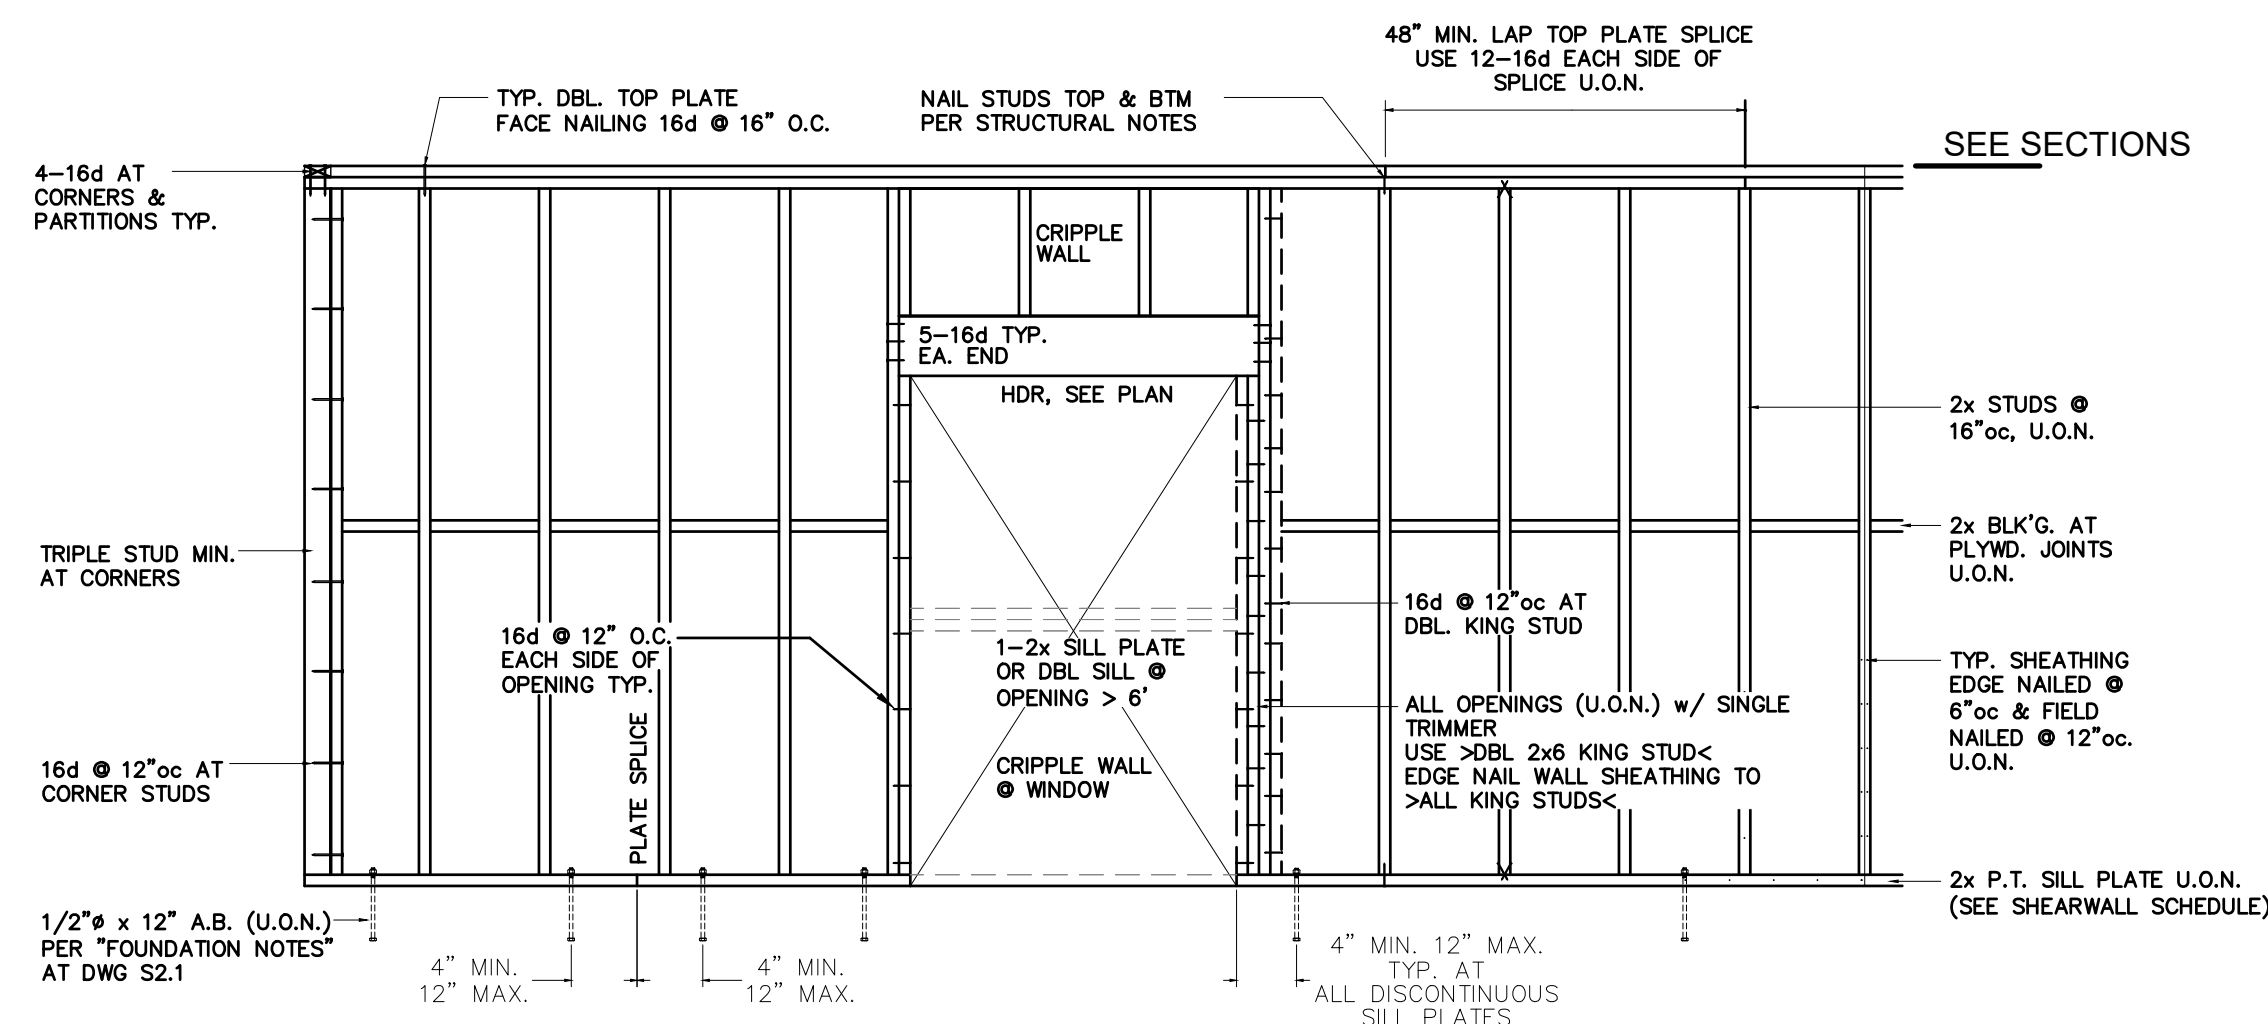 48” MIN. LAP TOP PLATE SPLICE
USE 12–16d EACH SIDE OF
SPLICE U.O.N.
TYP. DBL. TOP PLATE
FACE NAILING 16d @ 16” O.C.
NAIL STUDS TOP & BTM
PER STRUCTURAL NOTES
SEE SECTIONS
4–16d AT
CORNERS &
PARTITIONS TYP.
CRIPPLE
WALL
5–16d TYP.
EA. END
HDR, SEE PLAN
2x STUDS @
16”oc, U.O.N.
TRIPLE STUD MIN.
AT CORNERS
2x BLK’G. AT
PLYWD. JOINTS
U.O.N.
16d @ 12” O.C.
EACH SIDE OF
OPENING TYP.
1–2x SILL PLATE
OR DBL SILL @
OPENING > 6’
16d @ 12”oc AT
DBL. KING STUD
TYP. SHEATHING
EDGE NAILED @
6”oc & FIELD
NAILED @ 12”oc.
U.O.N.
ALL OPENINGS (U.O.N.) w/ SINGLE
TRIMMER
USE >DBL 2x6 KING STUD<
EDGE NAIL WALL SHEATHING TO
>ALL KING STUDS<
PLATE SPLICE
CRIPPLE WALL
@ WINDOW
16d @ 12”oc AT
CORNER STUDS
2x P.T. SILL PLATE U.O.N.
(SEE SHEARWALL SCHEDULE)
1/2”ø x 12” A.B. (U.O.N.)
PER ”FOUNDATION NOTES”
AT DWG S2.1
4” MIN.
12” MAX.
4” MIN.
12” MAX.
4” MIN. 12” MAX.
TYP. AT
ALL DISCONTINUOUS
SILL PLATES